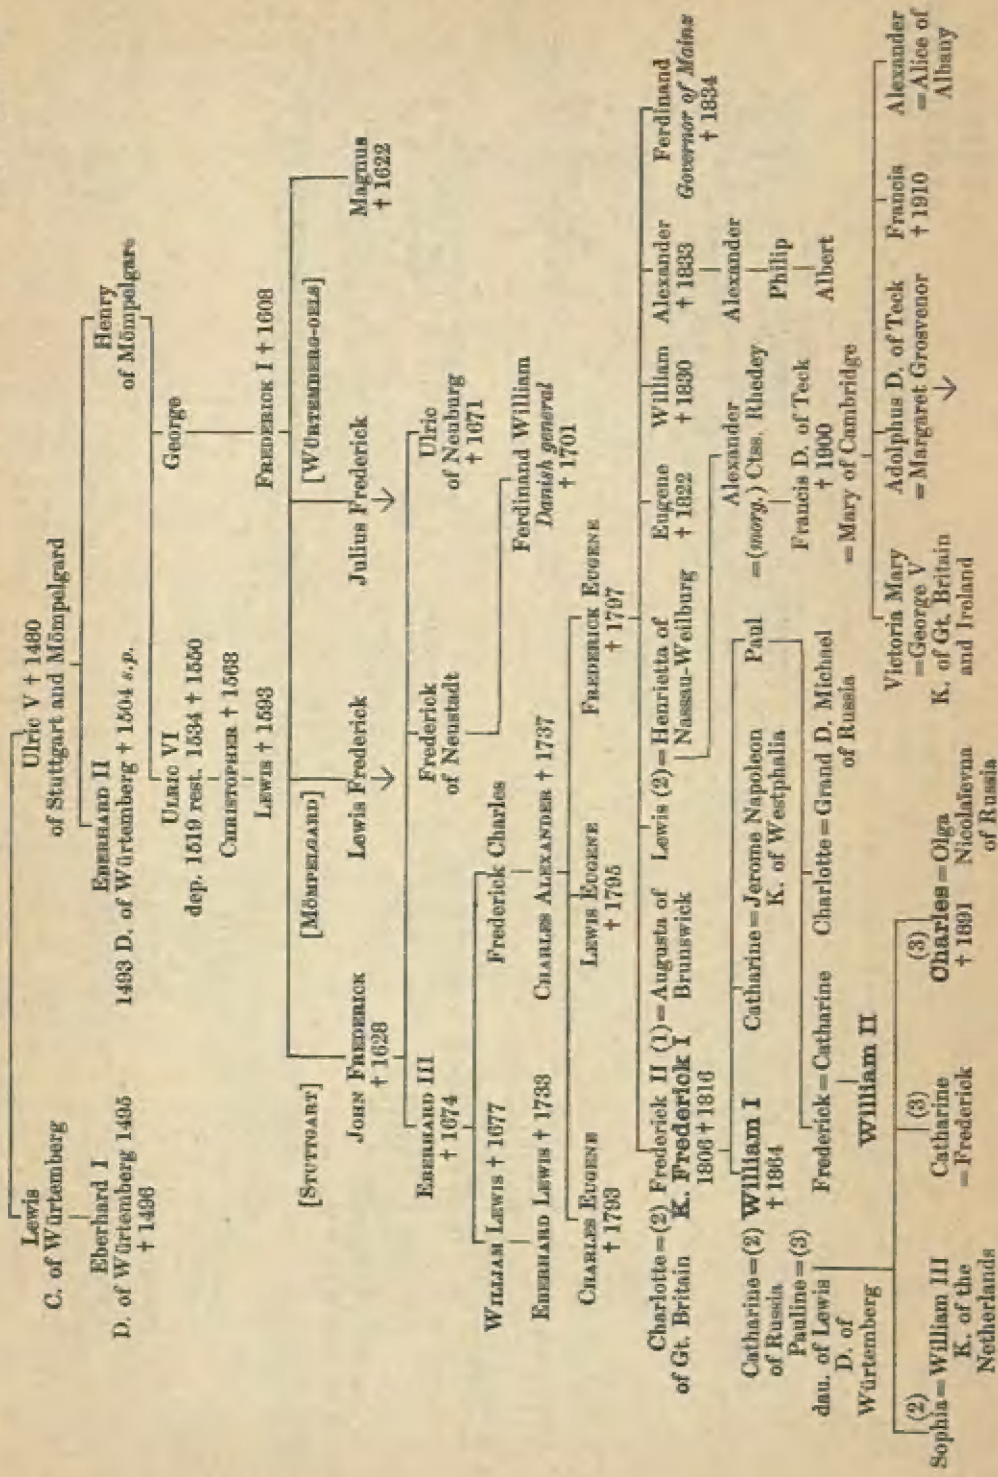 Lewis
C. of Würtemberg
Ulric V † 1480
of Stuttgart and Mömpelgard
Eberhard I
D. of Würtenberg 1495
† 1496
EBERHARD II
1493 D. of Würtemberg † 1504 s.p.
Henry
of Mömpelgard
ULRIC VI
dep. 1519 rest. 1534 † 1550
George
CHRISTOPHER † 1568
LEWIS † 1593
FREDERICK I † 1608
[STUTTGART]
[MÖMPELGARD]
[WÜRTEMBERG-OELS]
JOHN FREDERICK
† 1628
Lewis Frederick
Julius Frederick
Magnus
† 1622
EBERHARD III
† 1674
Frederick
of Neustadt
Ulric
of Neuburg
† 1671
WILLIAM LEWIS † 1677
Frederick Charles
Ferdinand William
Danish general
† 1701
EBERHARD LEWIS † 1733
CHARLES ALEXANDER † 1737
CHARLES EUGENE
† 1793
LEWIS EUGENE
† 1795
FREDERICK EUGENE
† 1797
Charlotte=(2) Frederick II (1)=Augusta of
of Gt. Britain K. Frederick I Brunswick
1806 † 1816
Lewis (2)=Henrietta of
Nassau-Weilburg
Eugene
† 1822
William
† 1830
Alexander
† 1833
Ferdinand
Governor of Mainz
† 1834
Catharine=(2) William I
of Russia † 1864
Pauline=(3)
dau. of Lewis
D. of
Würtemberg
Catharine=Jerome Napoleon
K. of Westphalia
Paul
Alexander
=(morg.) Ctss. Rhedey
Alexander
Philip
Albert
Frederick=Catharine
Charlotte=Grand D. Michael
of Russia
Francis D. of Teck
† 1900
=Mary of Cambridge
William II
Victoria Mary
=George V
K. of Gt. Britain
and Ireland
Adolphus D. of Teck
=Margaret Grosvenor
Francis
† 1910
Alexander
=Alice of
Albany
(2)
Sophia=William III
K. of the
Netherlands
(3)
Catharine
=Frederick
(3)
Charles=Olga
† 1891 Nicolaievna
of Russia